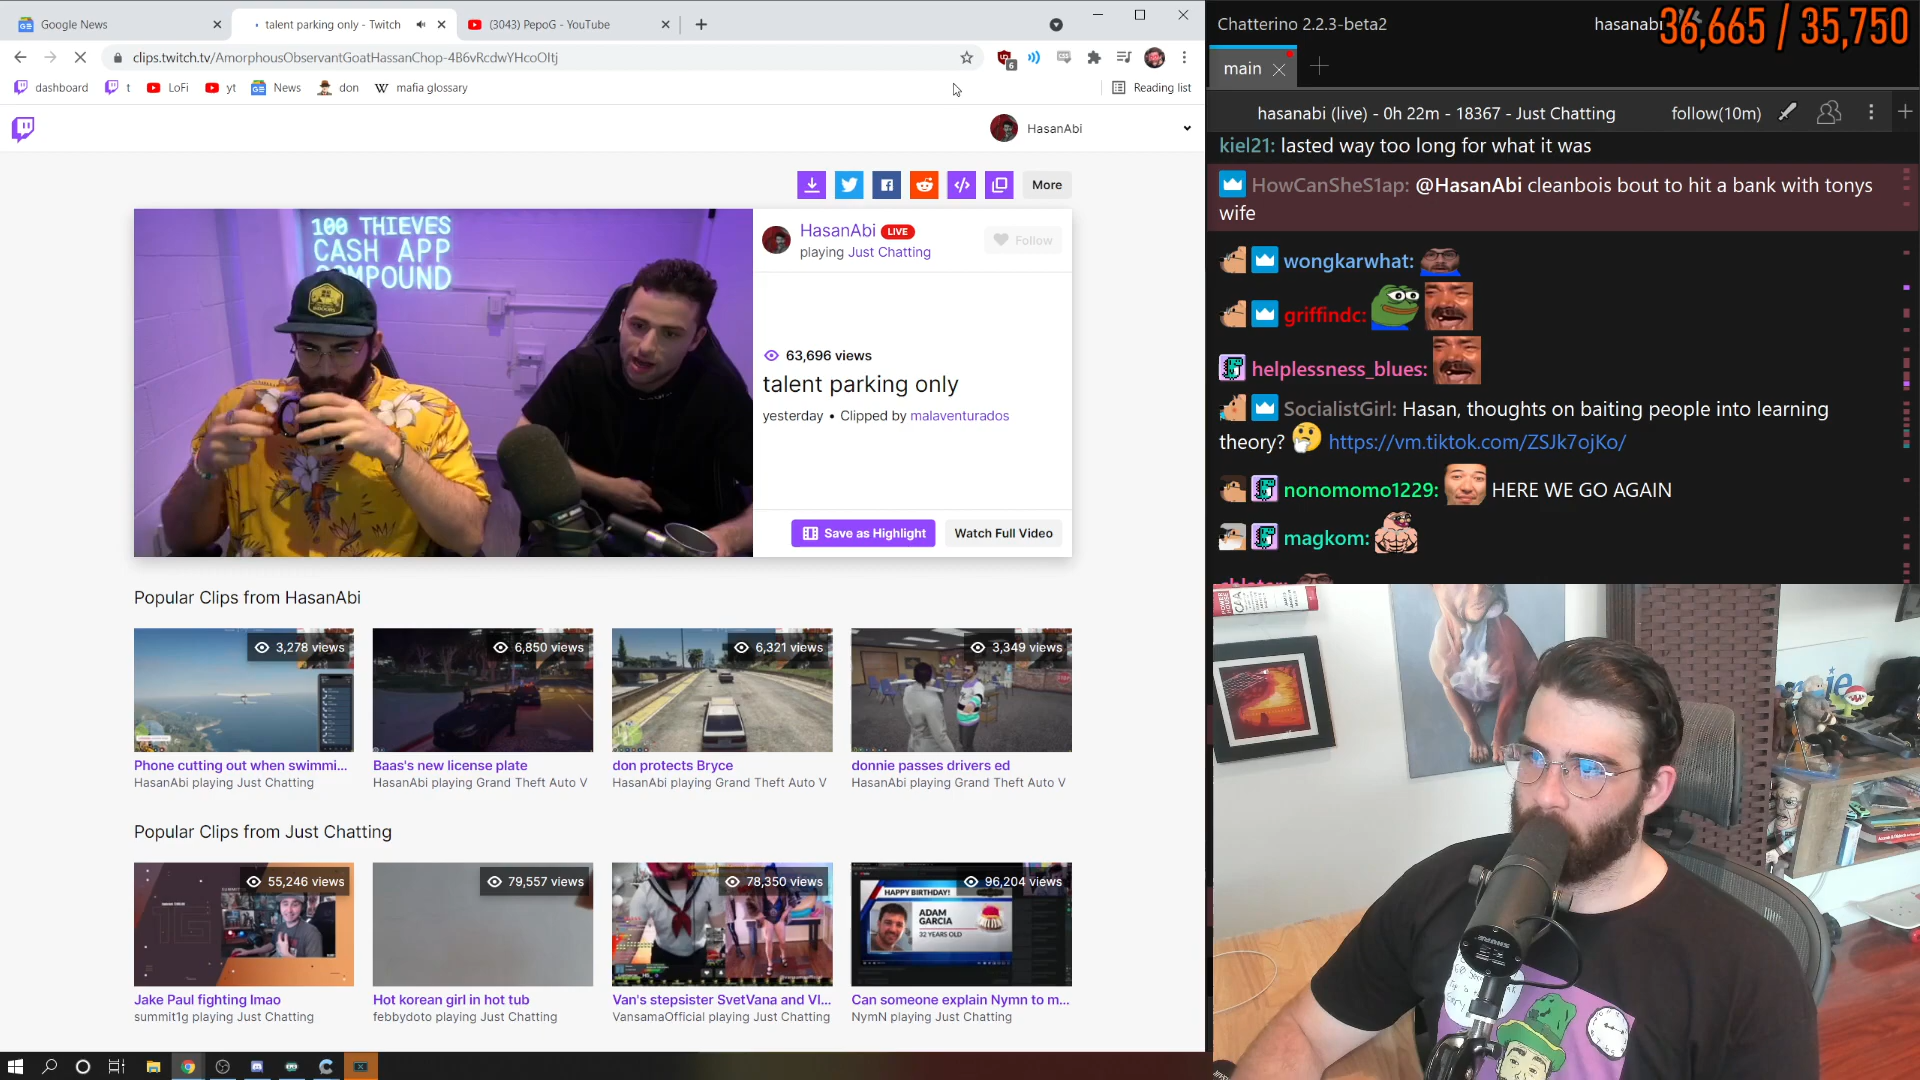 Google News
talent parking only - Twitch
(3043) PepoG - YouTube
clips.twitch.tv/AmorphousObservantGoatHassanChop-4B6vRcdwYHcoOItj
6
dashboard
t
LoFi
yt
News
don
mafia glossary
Reading list
HasanAbi
More
100 THIEVES
CASH APP
COMPOUND
HasanAbi LIVE
playing Just Chatting
Follow
63,696 views
talent parking only
yesterday • Clipped by malaventurados
Save as Highlight
Watch Full Video
Popular Clips from HasanAbi
3,278 views
6,850 views
6,321 views
3,349 views
Phone cutting out when swimmi...
Baas's new license plate
don protects Bryce
donnie passes drivers ed
HasanAbi playing Just Chatting
HasanAbi playing Grand Theft Auto V
HasanAbi playing Grand Theft Auto V
HasanAbi playing Grand Theft Auto V
Popular Clips from Just Chatting
55,246 views
79,557 views
78,350 views
96,204 views
HAPPY BIRTHDAY!
ADAM
GARCIA
32 YEARS OLD
Jake Paul fighting lmao
Hot korean girl in hot tub
Van's stepsister SvetVana and VI...
Can someone explain Nymn to m...
summit1g playing Just Chatting
febbydoto playing Just Chatting
VansamaOfficial playing Just Chatting
NymN playing Just Chatting
Chatterino 2.2.3-beta2
hasanabi
36,665 / 35,750
main
hasanabi (live) - 0h 22m - 18367 - Just Chatting
follow(10m)
kiel21: lasted way too long for what it was
HowCanSheS1ap: @HasanAbi cleanbois bout to hit a bank with tonys
wife
wongkarwhat:
griffindc:
helplessness_blues:
SocialistGirl: Hasan, thoughts on baiting people into learning
theory? https://vm.tiktok.com/ZSJk7ojKo/
nonomomo1229: HERE WE GO AGAIN
magkom:
POWER
HOUSE
CAA
SHURE